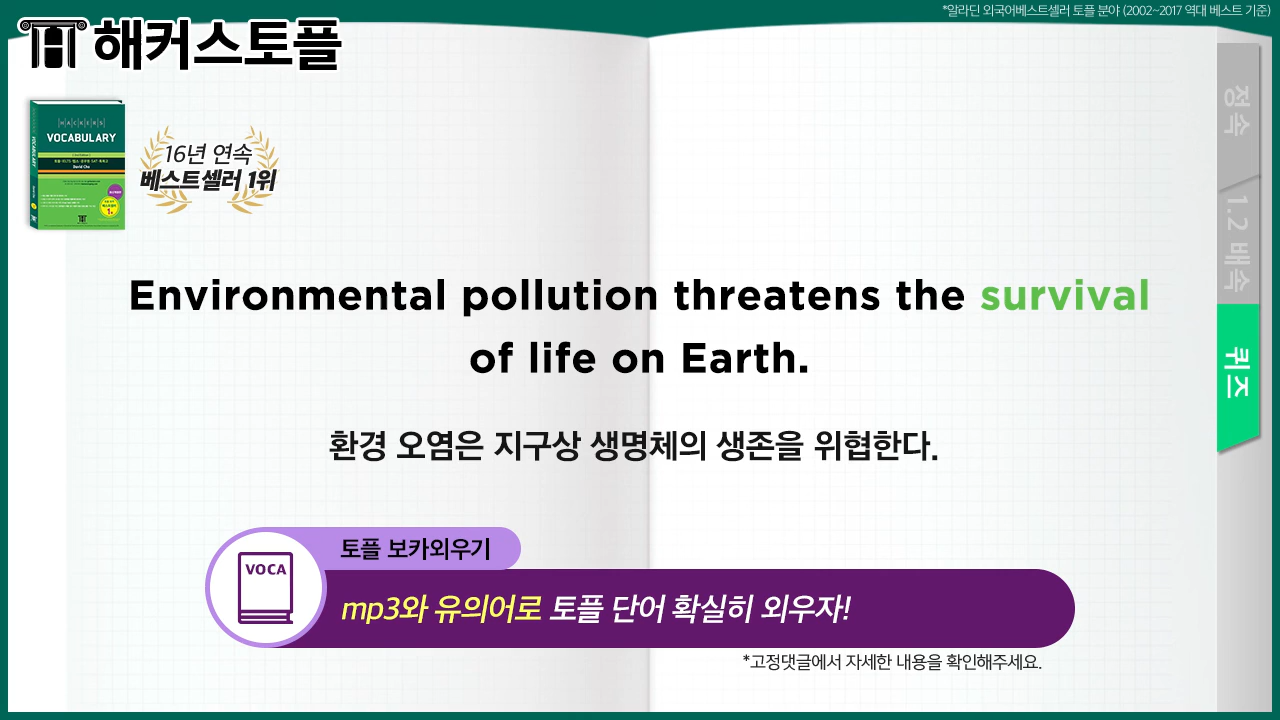 *알라딘 외국어베스트셀러 토플 분야 (2002~2017 역대 베스트 기준)
해커스토플
HACKERS
VOCABULARY
David Cho
16년 연속
베스트셀러 1위
정속
1.2 배속
퀴즈
Environmental pollution threatens the survival
of life on Earth.
환경 오염은 지구상 생명체의 생존을 위협한다.
토플 보카외우기
VOCA
mp3와 유의어로 토플 단어 확실히 외우자!
*고정댓글에서 자세한 내용을 확인해주세요.